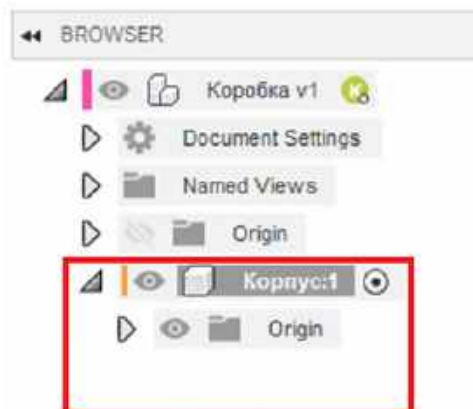 BROWSER
Коробка v1
Document Settings
Named Views
Origin
Корпус:1
Origin